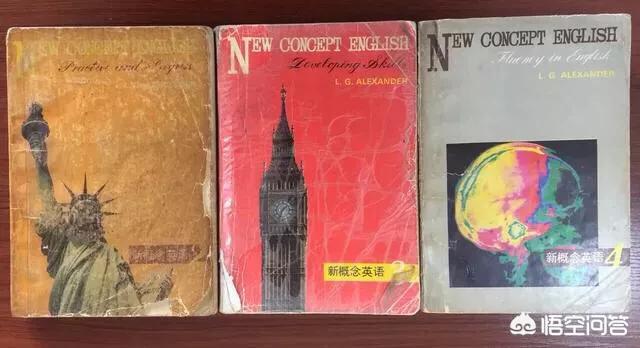 NEW CONCEPT ENGLISH
Practice and Progress
NEW CONCEPT ENGLISH
Developing Skills
L. G. ALEXANDER
新概念英语 3
NEW CONCEPT ENGLISH
Fluency in English
L. G. ALEXANDER
新概念英语 4
悟空问答